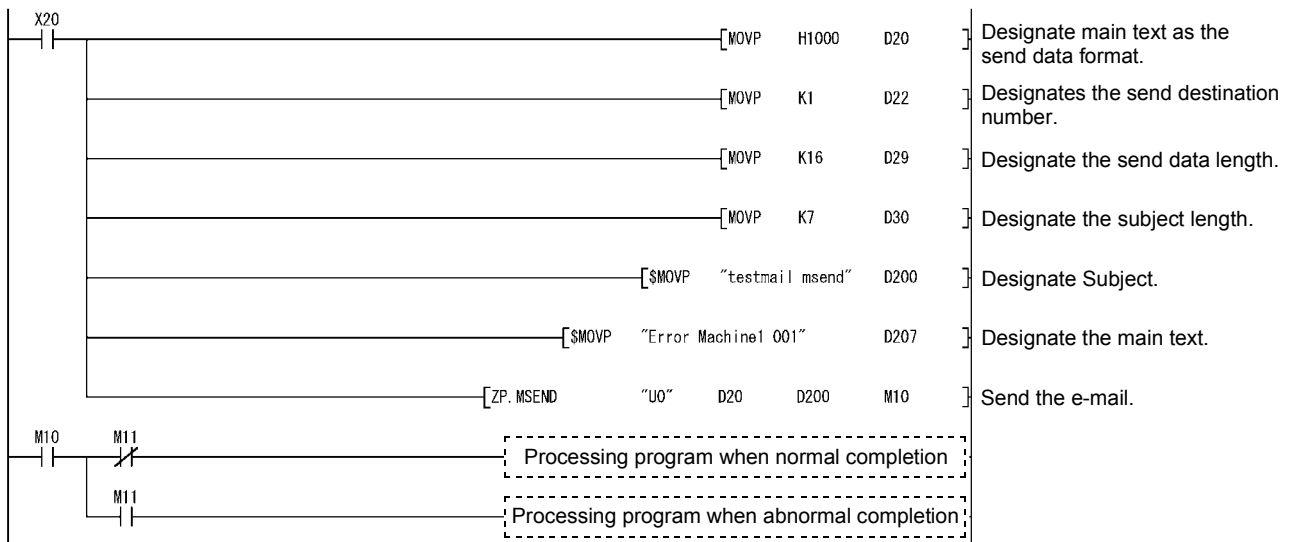 X20
MOVP H1000 D20
Designate main text as the
send data format.
MOVP K1 D22
Designates the send destination
number.
MOVP K16 D29
Designate the send data length.
MOVP K7 D30
Designate the subject length.
$MOVP "testmail msend" D200
Designate Subject.
$MOVP "Error Machine1 001" D207
Designate the main text.
ZP.MSEND "U0" D20 D200 M10
Send the e-mail.
M10 M11
Processing program when normal completion
M11
Processing program when abnormal completion